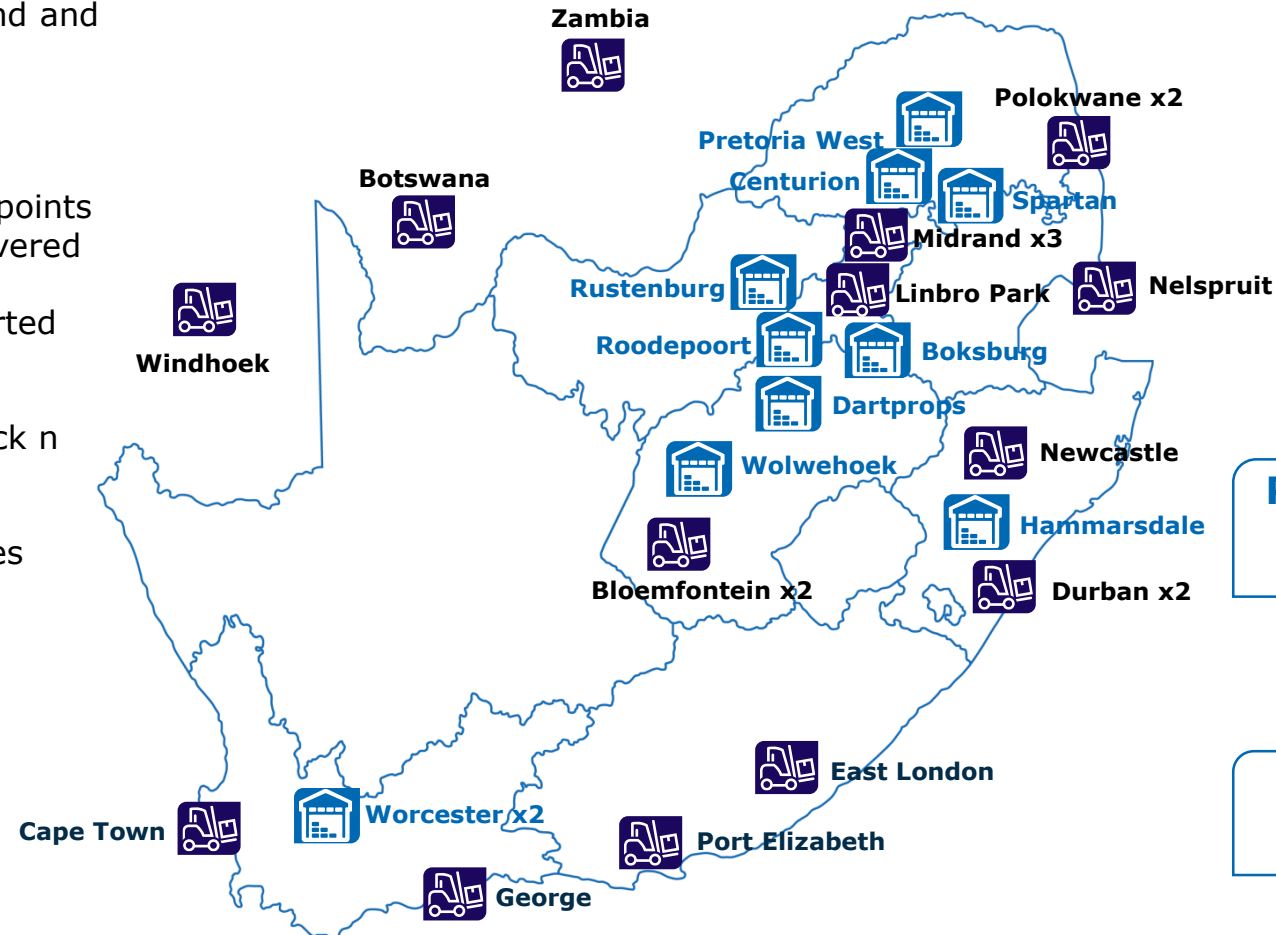 nd and
points
vered
rted
ck n
es
Zambia
Polokwane x2
Pretoria West
Botswana
Centurion
Spartan
Midrand x3
Rustenburg
Linbro Park
Nelspruit
Windhoek
Roodepoort
Boksburg
Dartprops
Newcastle
Wolwehoek
Hammarsdale
Bloemfontein x2
Durban x2
East London
Worcester x2
Cape Town
Port Elizabeth
George